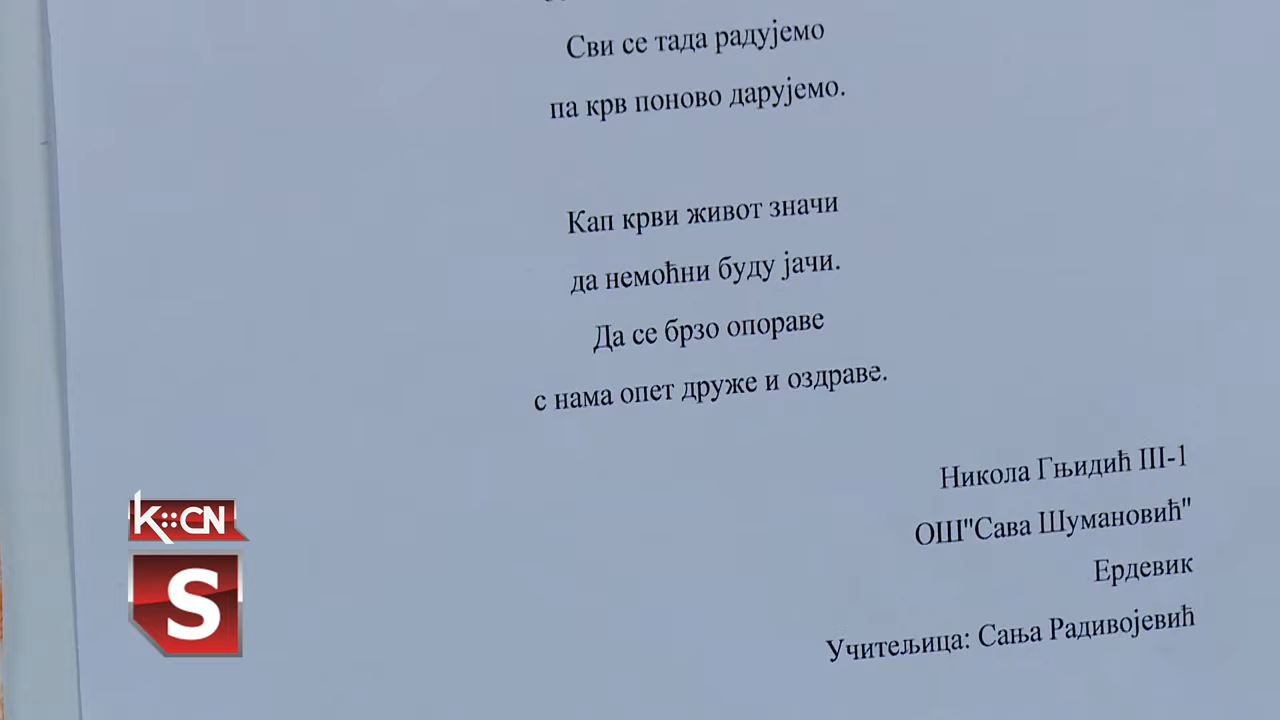 Сви се тада радујемо
па крв поново дарујемо.
Кап крви живот значи
да немоћни буду јачи.
Да се брзо опораве
с нама опет друже и оздраве.
Никола Гњидић III-1
ОШ"Сава Шумановић"
Ердевик
Учитељица: Сања Радивојевић
K::CN
S